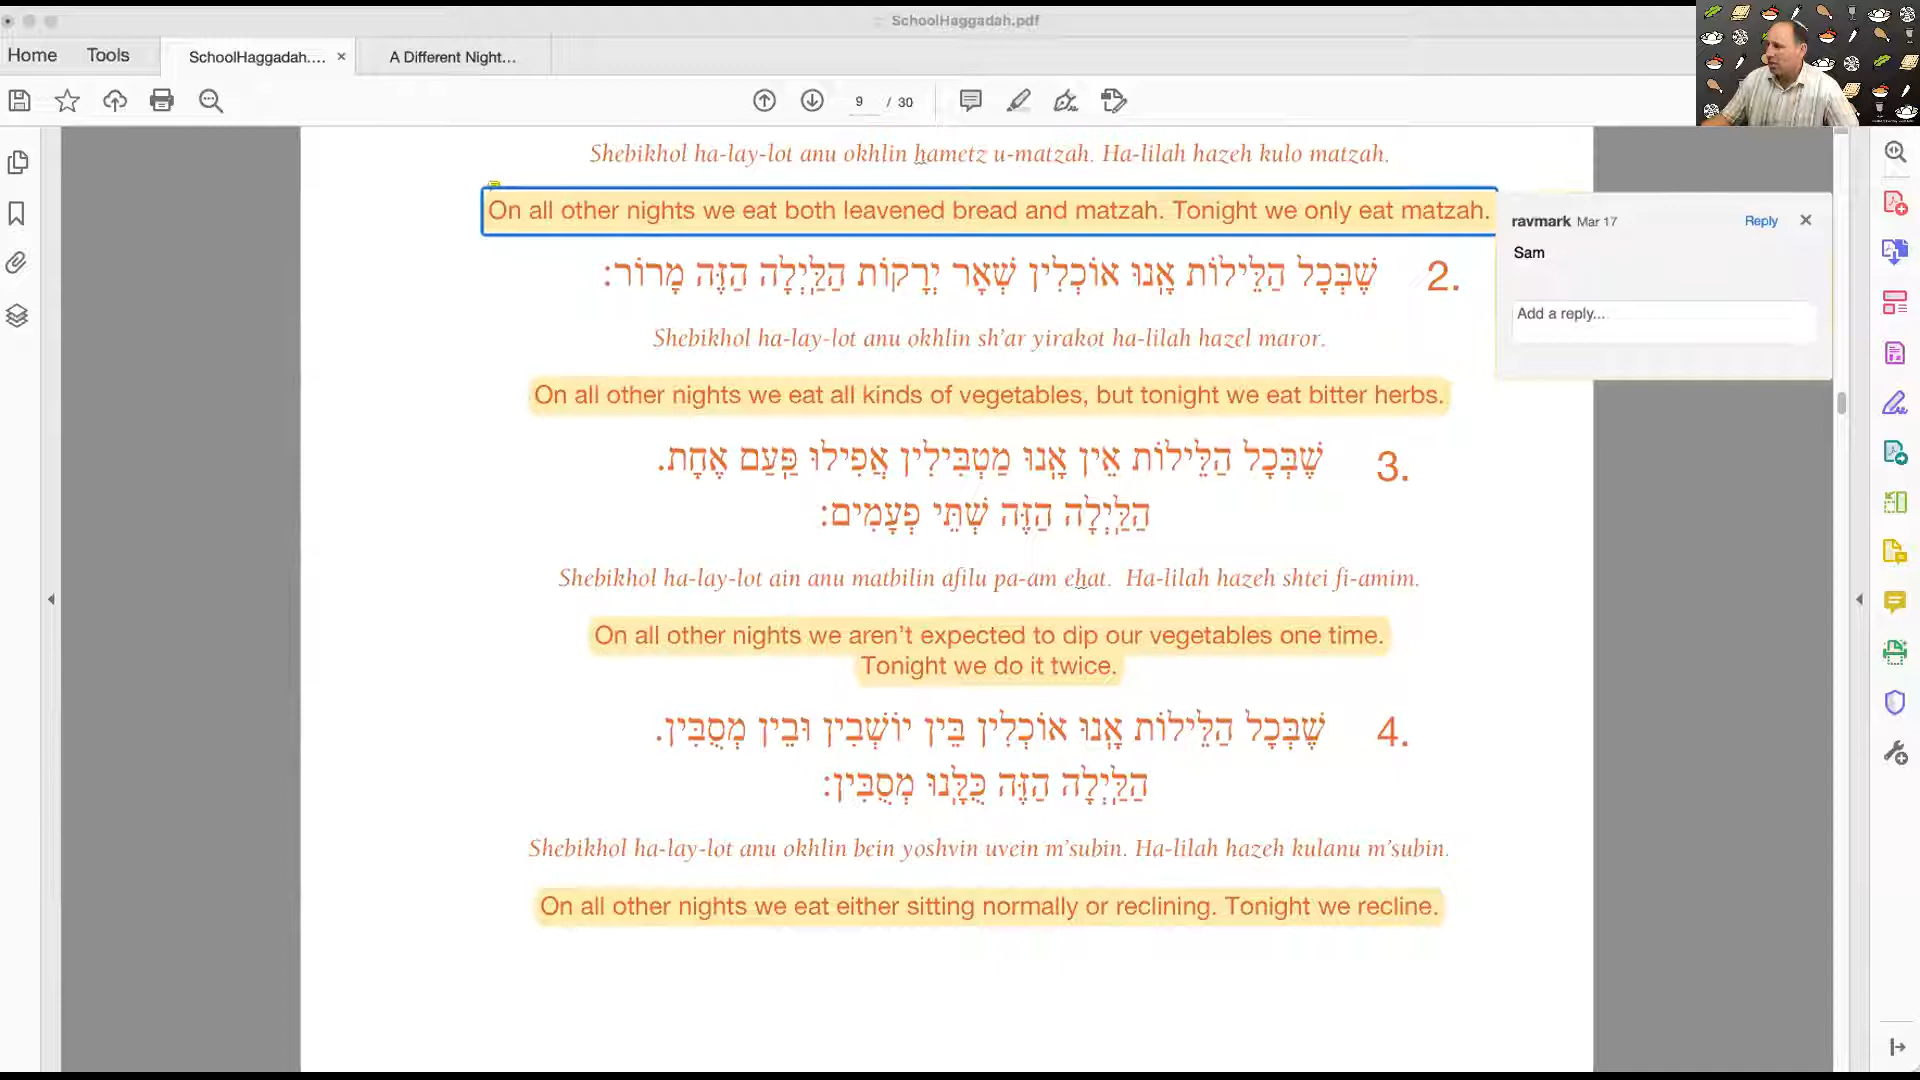 SchoolHaggadah.pdf
Home
Tools
SchoolHaggadah....
A Different Night...
9 / 30
Shebikhol ha-lay-lot anu okhlin hametz u-matzah. Ha-lilah hazeh kulo matzah.
On all other nights we eat both leavened bread and matzah. Tonight we only eat matzah.
ravmark Mar 17 Reply
Sam
Add a reply...
2. שֶׁבְּכָל הַלֵּילוֹת אָֽנוּ אוֹכְלִין שְׁאָר יְרָקוֹת הַלַּֽיְלָה הַזֶּה מָרוֹר:
Shebikhol ha-lay-lot anu okhlin sh'ar yirakot ha-lilah hazel maror.
On all other nights we eat all kinds of vegetables, but tonight we eat bitter herbs.
3. שֶׁבְּכָל הַלֵּילוֹת אֵין אָֽנוּ מַטְבִּילִין אֲפִילוּ פַּֽעַם אֶחָת.
הַלַּֽיְלָה הַזֶּה שְׁתֵּי פְעָמִים:
Shebikhol ha-lay-lot ain anu matbilin afilu pa-am ehat. Ha-lilah hazeh shtei fi-amim.
On all other nights we aren't expected to dip our vegetables one time.
Tonight we do it twice.
4. שֶׁבְּכָל הַלֵּילוֹת אָֽנוּ אוֹכְלִין בֵּין יוֹשְׁבִין וּבֵין מְסֻבִּין.
הַלַּֽיְלָה הַזֶּה כֻּלָּֽנוּ מְסֻבִּין:
Shebikhol ha-lay-lot anu okhlin bein yoshvin uvein m'subin. Ha-lilah hazeh kulanu m'subin.
On all other nights we eat either sitting normally or reclining. Tonight we recline.